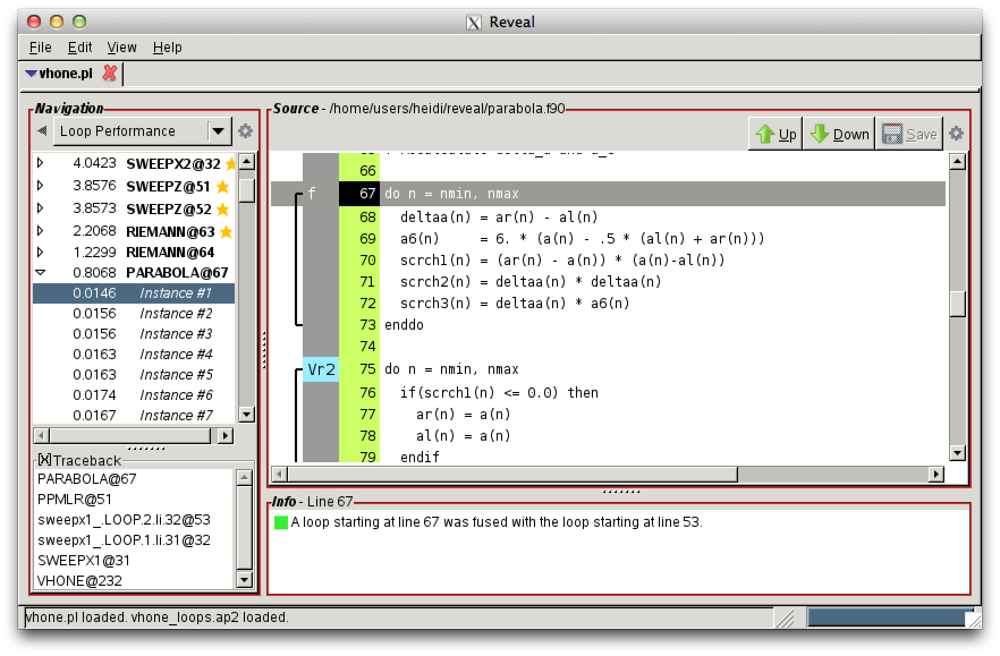 X Reveal
File Edit View Help
vhone.pl
Navigation
Loop Performance
4.0423 SWEEPX2@32
3.8576 SWEEPZ@51
3.8573 SWEEPZ@52
2.2068 RIEMANN@63
1.2299 RIEMANN@64
0.8068 PARABOLA@67
0.0146 Instance #1
0.0156 Instance #2
0.0156 Instance #3
0.0163 Instance #4
0.0163 Instance #5
0.0174 Instance #6
0.0167 Instance #7
Traceback
PARABOLA@67
PPMLR@51
sweepx1_.LOOP.2.li.32@53
sweepx1_.LOOP.1.li.31@32
SWEEPX1@31
VHONE@232
Source - /home/users/heidi/reveal/parabola.f90
Up Down Save
66
f 67 do n = nmin, nmax
68 deltaa(n) = ar(n) - al(n)
69 a6(n) = 6. * (a(n) - .5 * (al(n) + ar(n)))
70 scrch1(n) = (ar(n) - a(n)) * (a(n)-al(n))
71 scrch2(n) = deltaa(n) * deltaa(n)
72 scrch3(n) = deltaa(n) * a6(n)
73 enddo
74
Vr2 75 do n = nmin, nmax
76 if(scrch1(n) <= 0.0) then
77 ar(n) = a(n)
78 al(n) = a(n)
79 endif
Info - Line 67
A loop starting at line 67 was fused with the loop starting at line 53.
vhone.pl loaded. vhone_loops.ap2 loaded.